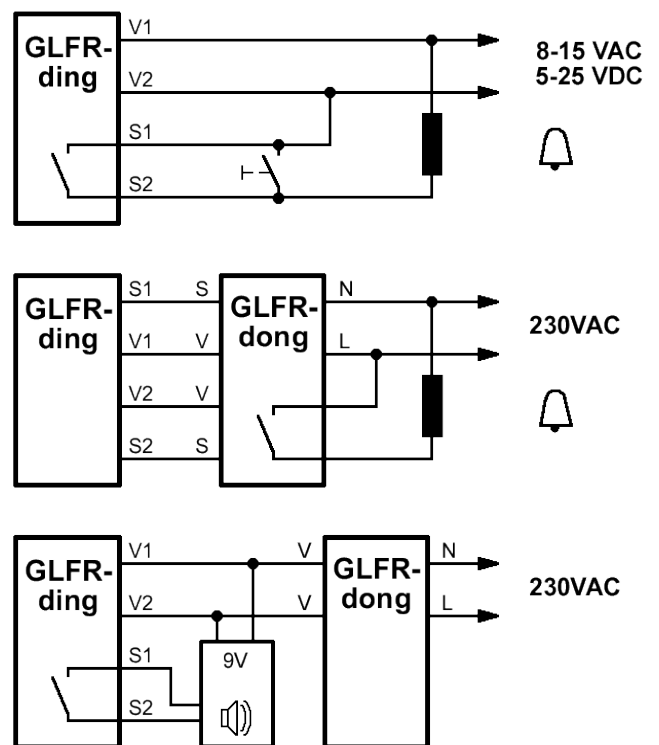 GLFR-
ding
V1
V2
S1
S2
8-15 VAC
5-25 VDC
GLFR-
ding
S1 S
V1 V
V2 V
S2 S
GLFR-
dong
N
L
230VAC
GLFR-
ding
V1 V
V2 V
S1
S2
9V
GLFR-
dong
N
L
230VAC